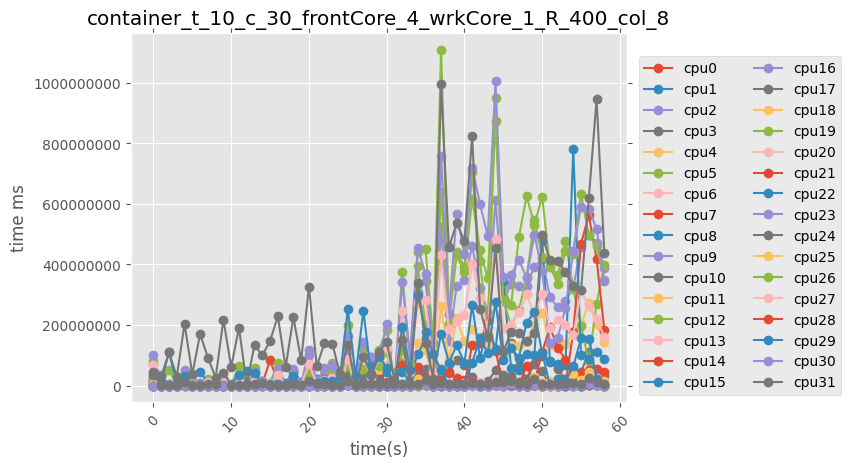 container_t_10_c_30_frontCore_4_wrkCore_1_R_400_col_8
time ms
1000000000
800000000
600000000
400000000
200000000
0
0
10
20
30
40
50
60
time(s)
cpu0
cpu1
cpu2
cpu3
cpu4
cpu5
cpu6
cpu7
cpu8
cpu9
cpu10
cpu11
cpu12
cpu13
cpu14
cpu15
cpu16
cpu17
cpu18
cpu19
cpu20
cpu21
cpu22
cpu23
cpu24
cpu25
cpu26
cpu27
cpu28
cpu29
cpu30
cpu31